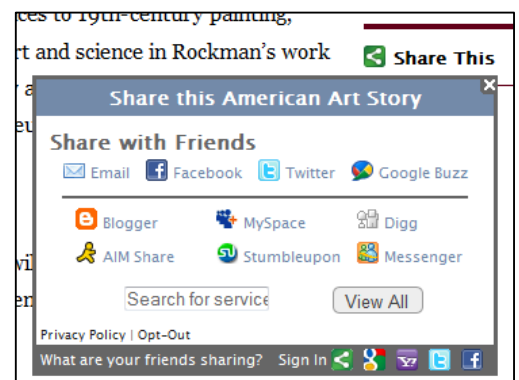 ces to 19th-century painting,
rt and science in Rockman's work
Share This
Share this American Art Story
Share with Friends
Email Facebook Twitter Google Buzz
Blogger MySpace Digg
AIM Share Stumbleupon Messenger
Search for service View All
Privacy Policy | Opt-Out
What are your friends sharing? Sign In